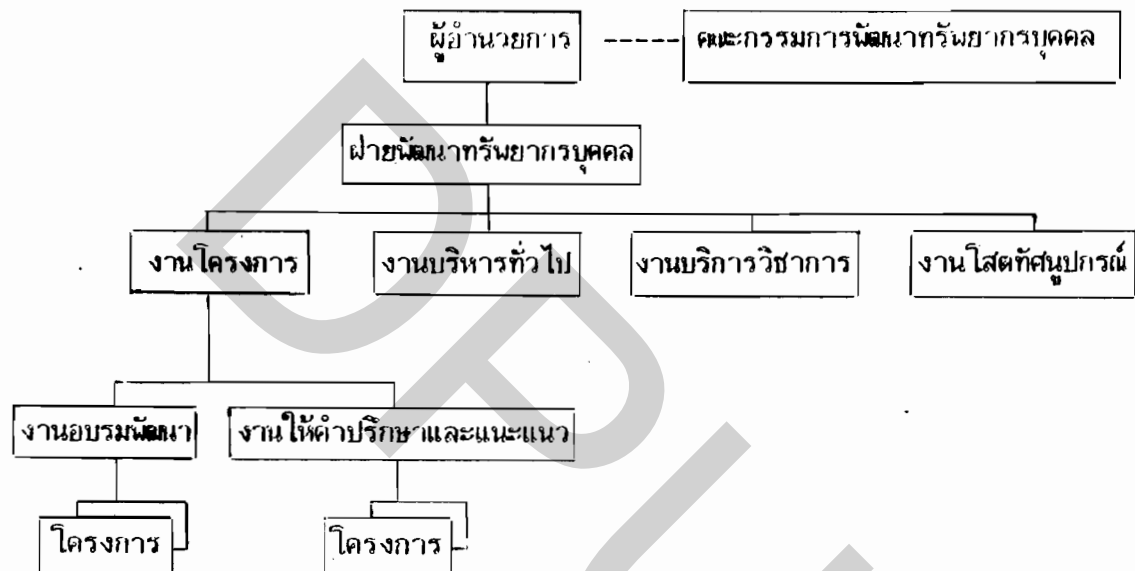 ผู้อำนวยการ
คณะกรรมการพัฒนาทรัพยากรบุคคล
ฝ่ายพัฒนาทรัพยากรบุคคล
งานโครงการ
งานบริหารทั่วไป
งานบริการวิชาการ
งานโสตทัศนูปกรณ์
งานอบรมพัฒนา
งานให้คำปรึกษาและแนะแนว
โครงการ
โครงการ